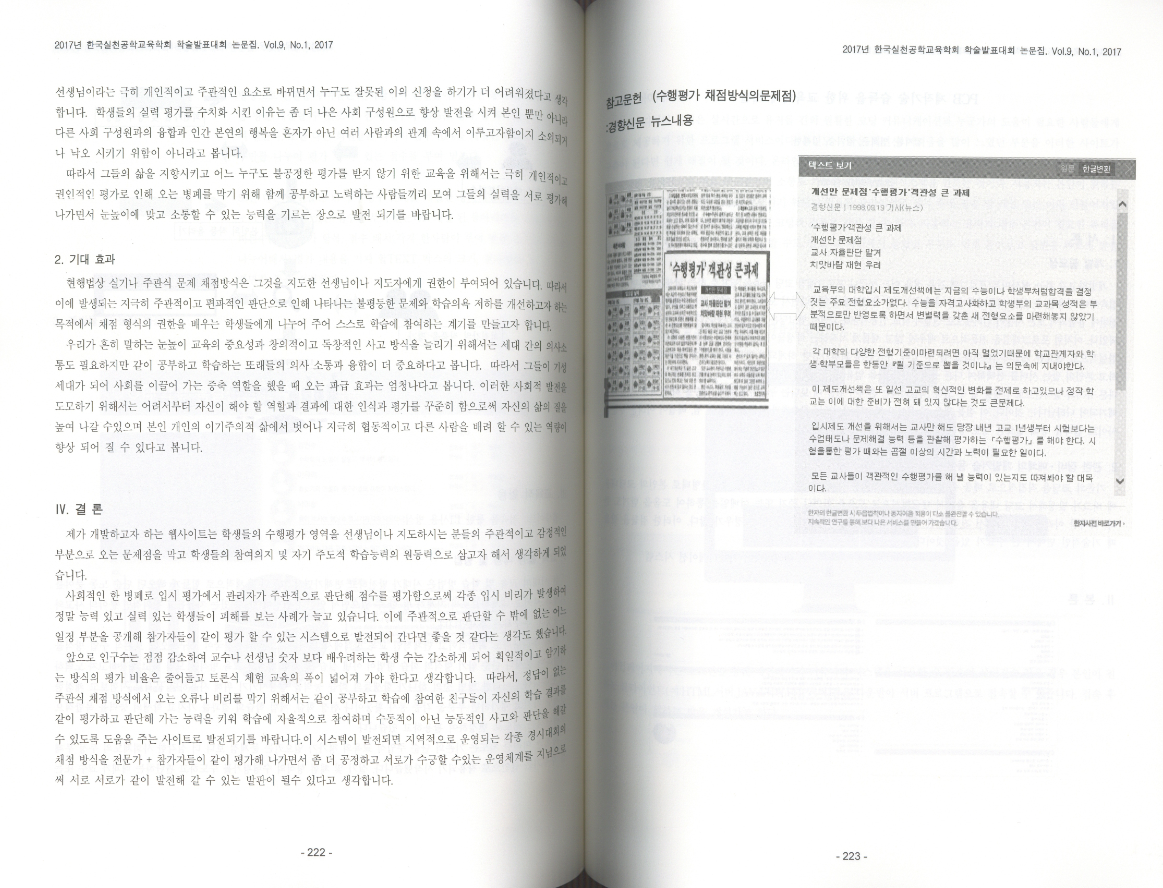 2017년 한국실천공학교육학회 학술발표대회 논문집, Vol.9, No.1, 2017
선생님이라는 극히 개인적이고 주관적인 요소로 바뀌면서 누구도 잘못된 이의 신청을 하기가 더 어려워졌다고 생각
합니다. 학생들의 실력 평가를 수치화 시킨 이유는 좀 더 나은 사회 구성원으로 향상 발전을 시켜 본인 뿐만 아니라
다른 사회 구성원과의 융합과 인간 본연의 행복을 혼자가 아닌 여러 사람과의 관계 속에서 이루고자함이지 소외되거
나 낙오 시키기 위함이 아니라고 봅니다.
따라서 그들의 삶을 지향시키고 어느 누구도 불공정한 평가를 받지 않기 위한 교육을 위해서는 극히 개인적이고
권인적인 평가로 인해 오는 병폐를 막기 위해 함께 공부하고 노력하는 사람들끼리 모여 그들의 실력을 서로 평가해
나가면서 눈높이에 맞고 소통할 수 있는 능력을 기르는 상으로 발전 되기를 바랍니다.
2. 기대 효과
현행법상 실기나 주관식 문제 채점방식은 그것을 지도한 선생님이나 지도자에게 권한이 부여되어 있습니다. 따라서
이에 발생되는 지극히 주관적이고 편파적인 판단으로 인해 나타나는 불평등한 문제와 학습의욕 저하를 개선하고자 하는
목적에서 채점 형식의 권한을 배우는 학생들에게 나누어 주어 스스로 학습에 참여하는 계기를 만들고자 합니다.
우리가 흔히 말하는 눈높이 교육의 중요성과 창의적이고 독창적인 사고 방식을 늘리기 위해서는 세대 간의 의사소
통도 필요하지만 같이 공부하고 학습하는 또래들의 의사 소통과 융합이 더 중요하다고 봅니다. 따라서 그들이 기성
세대가 되어 사회를 이끌어 가는 중축 역할을 했을 때 오는 파급 효과는 엄청나다고 봅니다. 이러한 사회적 발전을
도모하기 위해서는 어려서부터 자신이 해야 할 역할과 결과에 대한 인식과 평가를 꾸준히 함으로써 자신의 삶의 질을
높여 나갈 수있으며 본인 개인의 이기주의적 삶에서 벗어나 지극히 협동적이고 다른 사람을 배려 할 수 있는 역량이
향상 되어 질 수 있다고 봅니다.
IV. 결 론
제가 개발하고자 하는 웹사이트는 학생들의 수행평가 영역을 선생님이나 지도하시는 분들의 주관적이고 감정적인
부분으로 오는 문제점을 막고 학생들의 참여의지 및 자기 주도적 학습능력의 원동력으로 삼고자 해서 생각하게 되었
습니다.
사회적인 한 병폐로 입시 평가에서 관리자가 주관적으로 판단해 점수를 평가함으로써 각종 입시 비리가 발생하여
정말 능력 있고 실력 있는 학생들이 피해를 보는 사례가 늘고 있습니다. 이에 주관적으로 판단할 수 밖에 없는 어느
일정 부분을 공개해 참가자들이 같이 평가 할 수 있는 시스템으로 발전되어 간다면 좋을 것 같다는 생각도 했습니다.
앞으로 인구수는 점점 감소하여 교수나 선생님 숫자 보다 배우려하는 학생 수는 감소하게 되어 획일적이고 암기하
는 방식의 평가 비율은 줄어들고 토론식 체험 교육의 폭이 넓어져 가야 한다고 생각합니다. 따라서, 정답이 없는
주관식 채점 방식에서 오는 오류나 비리를 막기 위해서는 같이 공부하고 학습에 참여한 친구들이 자신의 학습 결과를
같이 평가하고 판단해 가는 능력을 키워 학습에 자율적으로 참여하며 수동적이 아닌 능동적인 사고와 판단을 해갈
수 있도록 도움을 주는 사이트로 발전되기를 바랍니다.이 시스템이 발전되면 지역적으로 운영되는 각종 경시대회의
채점 방식을 전문가 + 참가자들이 같이 평가해 나가면서 좀 더 공정하고 서로가 수긍할 수있는 운영체계를 지님으로
써 서로 서로가 같이 발전해 갈 수 있는 발판이 될수 있다고 생각합니다.
- 222 -
2017년 한국실천공학교육학회 학술발표대회 논문집, Vol.9, No.1, 2017
참고문헌 (수행평가 채점방식의문제점)
:경향신문 뉴스내용
'수행평가' 객관성 큰과제
텍스트 보기
원문 한글변환
개선안 문제점'수행평가'객관성 큰 과제
경향신문 | 1998.09.19 기사(뉴스)
'수행평가'객관성 큰 과제
개선안 문제점
교사 자율판단 맡겨
치맛바람 재현 우려
교육부의 대학입시 제도개선책에는 지금의 수능이나 학생부처럼합격을 결정
짓는 주요 전형요소가없다. 수능을 자격고사화하고 학생부의 교과목 성적은 부
분적으로만 반영토록 하면서 변별력을 갖춘 새 전형요소를 마련해놓지 않았기
때문이다.
각 대학의 다양한 전형기준이마련되려면 아직 멀었기때문에 학교관계자와 학
생·학부모들은 한동안 『뭘 기준으로 뽑을 것이냐』는 의문속에 지내야한다.
이 제도개선책은 또 일선 고교의 혁신적인 변화를 전제로 하고있으나 정작 학
교는 이에 대한 준비가 전혀 돼 있지 않다는 것도 큰문제다.
입시제도 개선을 위해서는 교사만 해도 당장 내년 고교 1년생부터 시험보다는
수업태도나 문제해결 능력 등을 관찰해 평가하는 『수행평가』를 해야 한다. 시
험을통한 평가 때와는 곱절 이상의 시간과 노력이 필요한 일이다.
모든 교사들이 객관적인 수행평가를 해 낼 능력이 있는지도 따져봐야 할 대목
이다.
한자사전 바로가기
- 223 -